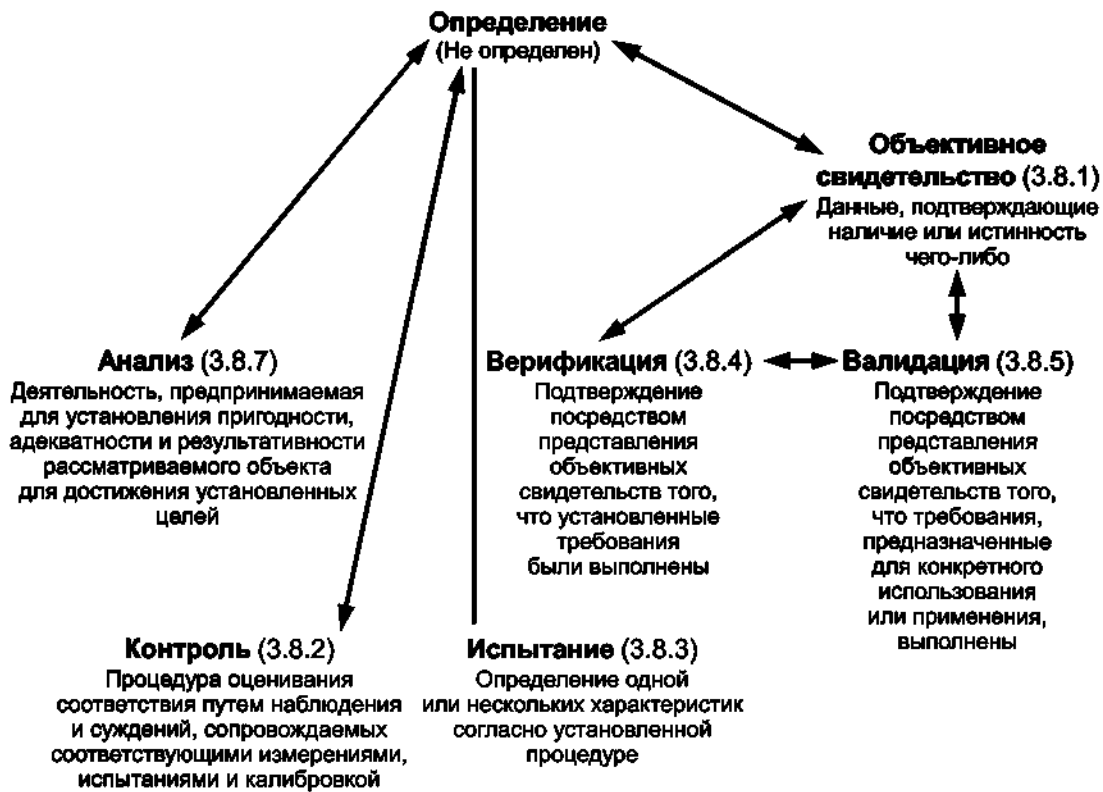 Определение
(Не определен)
Объективное
свидетельство (3.8.1)
Данные, подтверждающие
наличие или истинность
чего-либо
Анализ (3.8.7)
Деятельность, предпринимаемая
для установления пригодности,
адекватности и результативности
рассматриваемого объекта
для достижения установленных
целей
Верификация (3.8.4)
Подтверждение
посредством
представления
объективных
свидетельств того,
что установленные
требования
были выполнены
Валидация (3.8.5)
Подтверждение
посредством
представления
объективных
свидетельств того,
что требования,
предназначенные
для конкретного
использования
или применения,
выполнены
Контроль (3.8.2)
Процедура оценивания
соответствия путем наблюдения
и суждений, сопровождаемых
соответствующими измерениями,
испытаниями и калибровкой
Испытание (3.8.3)
Определение одной
или нескольких характеристик
согласно установленной
процедуре